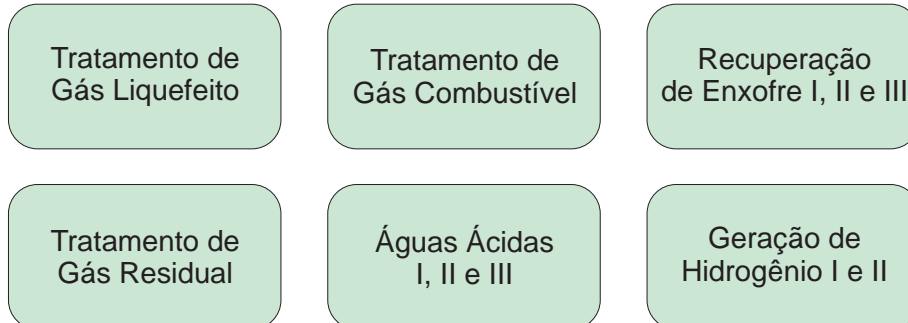 Tratamento de
Gás Liquefeito
Tratamento de
Gás Combustível
Recuperação
de Enxofre I, II e III
Tratamento de
Gás Residual
Águas Ácidas
I, II e III
Geração de
Hidrogênio I e II